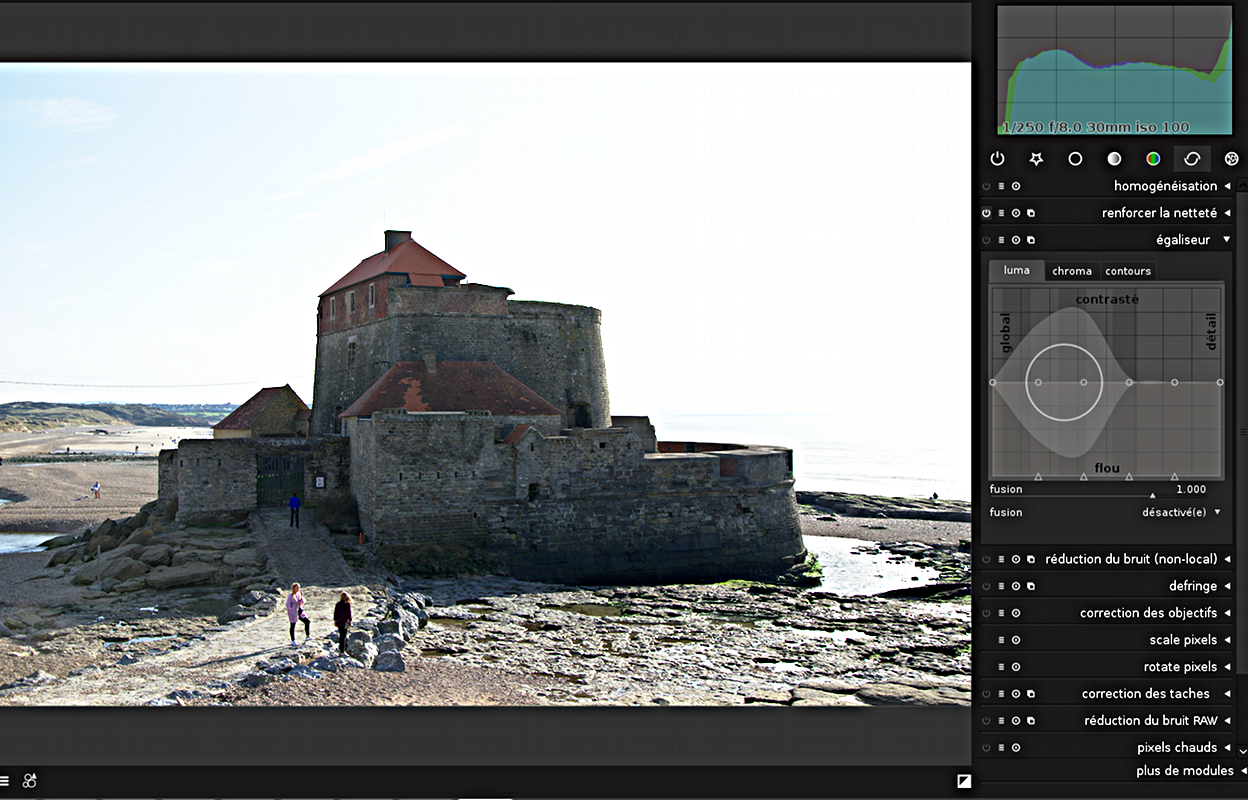 1/250 f/8.0 30mm iso 100
homogénéisation
renforcer la netteté
égaliseur
luma chroma contours
contrasté
global
détail
flou
fusion 1.000
fusion désactivé(e)
réduction du bruit (non-local)
defringe
correction des objectifs
scale pixels
rotate pixels
correction des taches
réduction du bruit RAW
pixels chauds
plus de modules